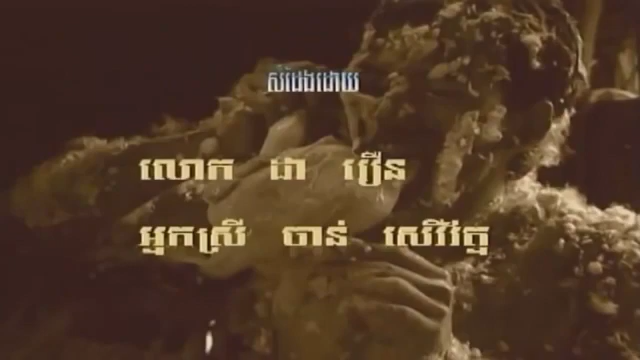 សំដែងដោយ
លោក ដា រឿន
អ្នកស្រី ចាន់ សេរីវ័ត្ន